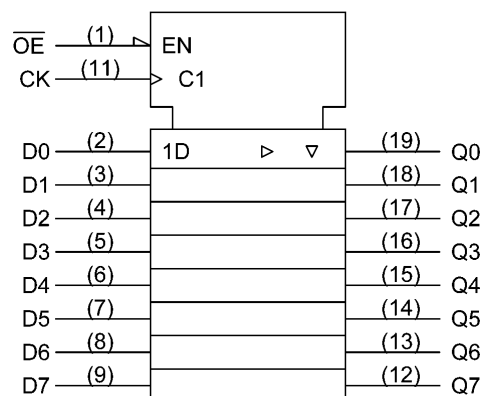 O̅E̅ (1) EN
CK (11) C1
D0 (2) 1D (19) Q0
D1 (3) (18) Q1
D2 (4) (17) Q2
D3 (5) (16) Q3
D4 (6) (15) Q4
D5 (7) (14) Q5
D6 (8) (13) Q6
D7 (9) (12) Q7